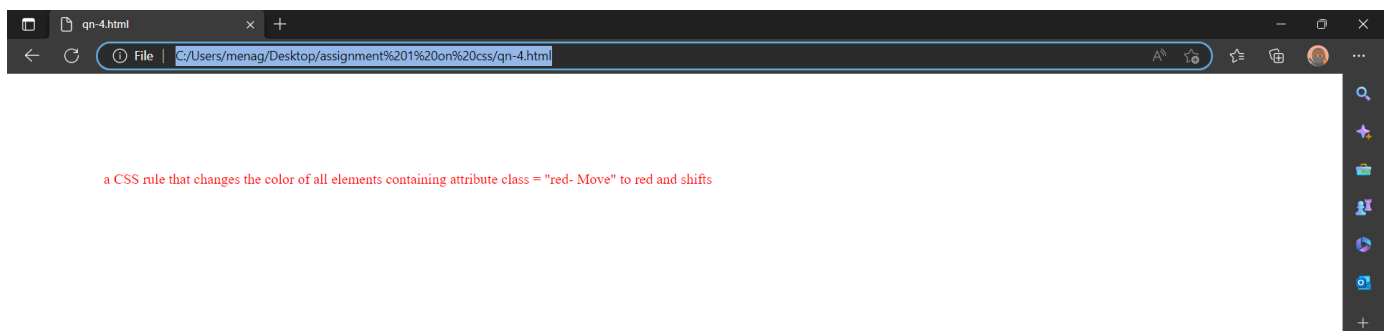 qn-4.html
File | C:/Users/menag/Desktop/assignment%201%20on%20css/qn-4.html
a CSS rule that changes the color of all elements containing attribute class = "red- Move" to red and shifts